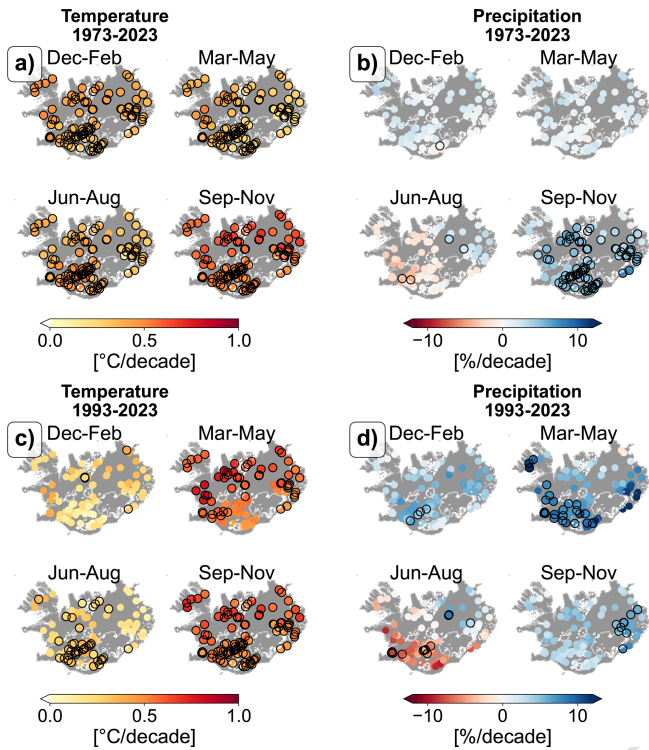 Temperature
1973-2023
Precipitation
1973-2023
a)
Dec-Feb
Mar-May
b)
Dec-Feb
Mar-May
Jun-Aug
Sep-Nov
Jun-Aug
Sep-Nov
0.0
0.5
1.0
[°C/decade]
−10
0
10
[%/decade]
Temperature
1993-2023
Precipitation
1993-2023
c)
Dec-Feb
Mar-May
d)
Dec-Feb
Mar-May
Jun-Aug
Sep-Nov
Jun-Aug
Sep-Nov
0.0
0.5
1.0
[°C/decade]
−10
0
10
[%/decade]